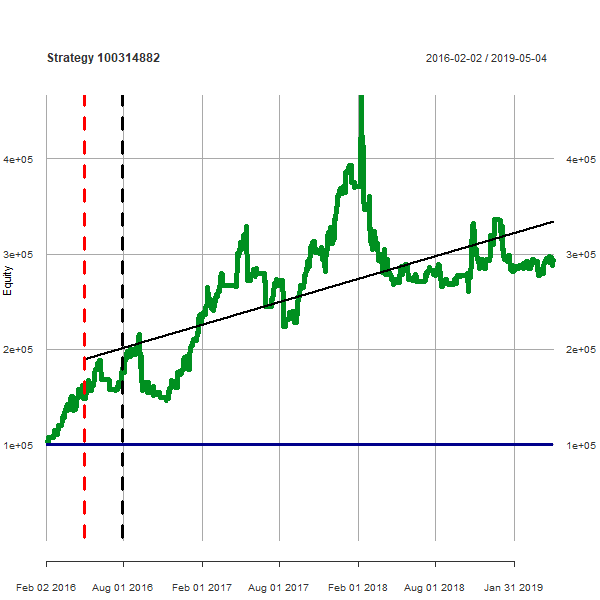 Strategy 100314882
2016-02-02 / 2019-05-04
4e+05
4e+05
3e+05
3e+05
Equity
2e+05
2e+05
1e+05
1e+05
Feb 02 2016
Aug 01 2016
Feb 01 2017
Aug 01 2017
Feb 01 2018
Aug 01 2018
Jan 31 2019